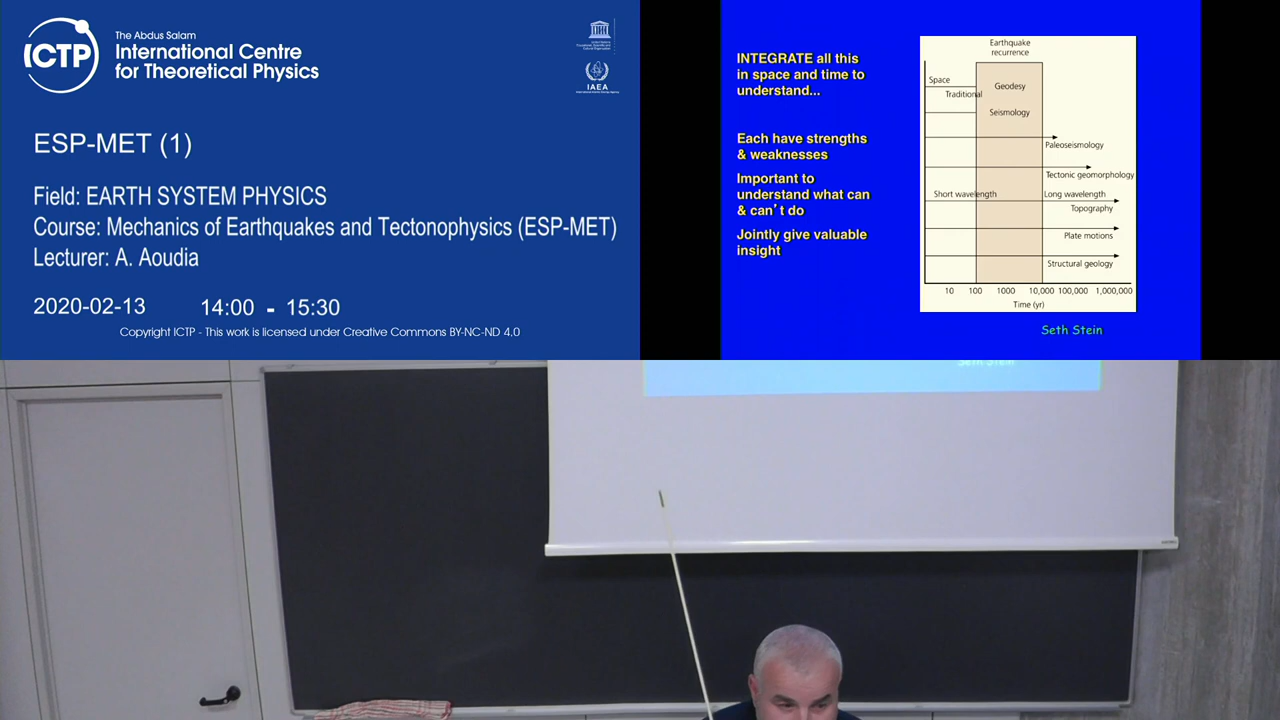 ICTP
The Abdus Salam
International Centre
for Theoretical Physics
IAEA
ESP-MET (1)
Field: EARTH SYSTEM PHYSICS
Course: Mechanics of Earthquakes and Tectonophysics (ESP-MET)
Lecturer: A. Aoudia
2020-02-13 14:00 - 15:30
Copyright ICTP - This work is licensed under Creative Commons BY-NC-ND 4.0
INTEGRATE all this
in space and time to
understand...
Each have strengths
& weaknesses
Important to
understand what can
& can't do
Jointly give valuable
insight
Earthquake
recurrence
Space
Geodesy
Traditional
Seismology
Paleoseismology
Tectonic geomorphology
Short wavelength Long wavelength
Topography
Plate motions
Structural geology
10 100 1000 10,000 100,000 1,000,000
Time (yr)
Seth Stein
Seth Stein